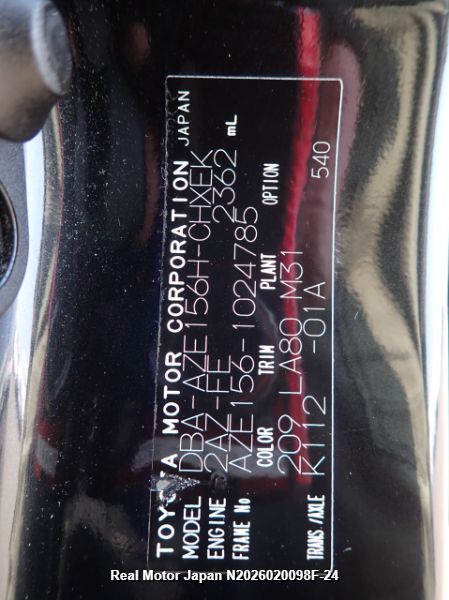 TOYOTA MOTOR CORPORATION JAPAN
MODEL DBA-AZE156H-CHXEK
ENGINE 2AZ-FE 2362 mL
FRAME No AZE156-1024785
COLOR TRIM PLANT OPTION
209 LA80 M31
TRANS/AXLE K112 -01A 540
Real Motor Japan N2026020098F-24